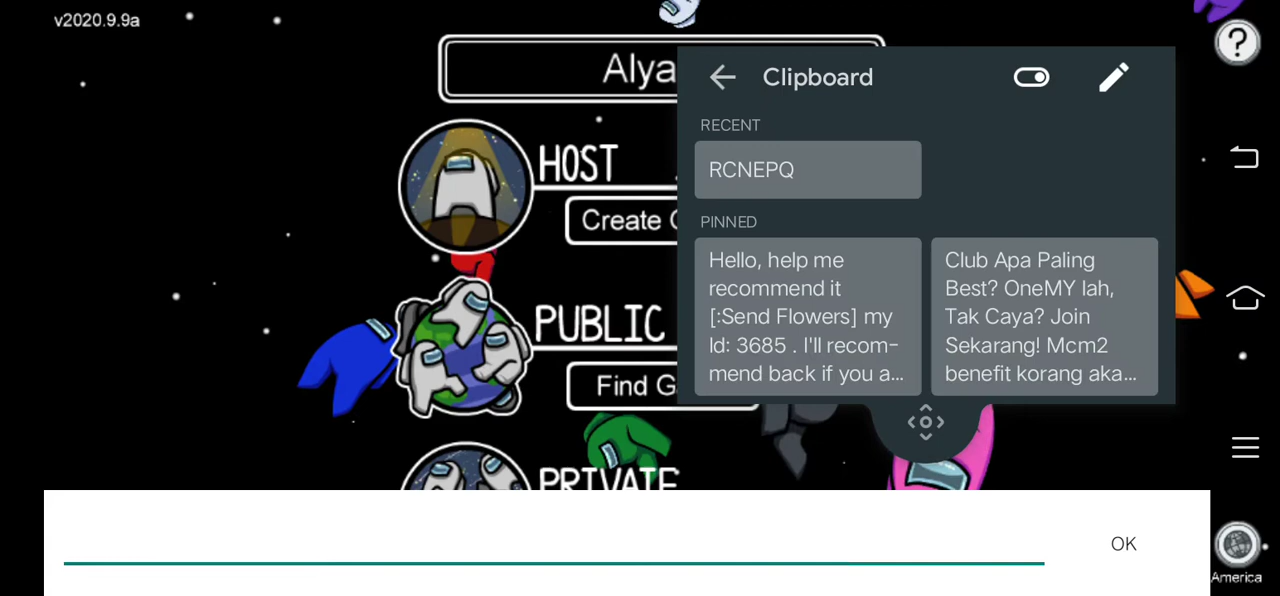 v2020.9.9a
Alya
Clipboard
RECENT
RCNEPQ
HOST
Create
PINNED
Hello, help me
recommend it
[:Send Flowers] my
Id: 3685 . I'll recom-
mend back if you a...
Club Apa Paling
Best? OneMY lah,
Tak Caya? Join
Sekarang! Mcm2
benefit korang aka...
PUBLIC
Find G
PRIVATE
OK
America
?